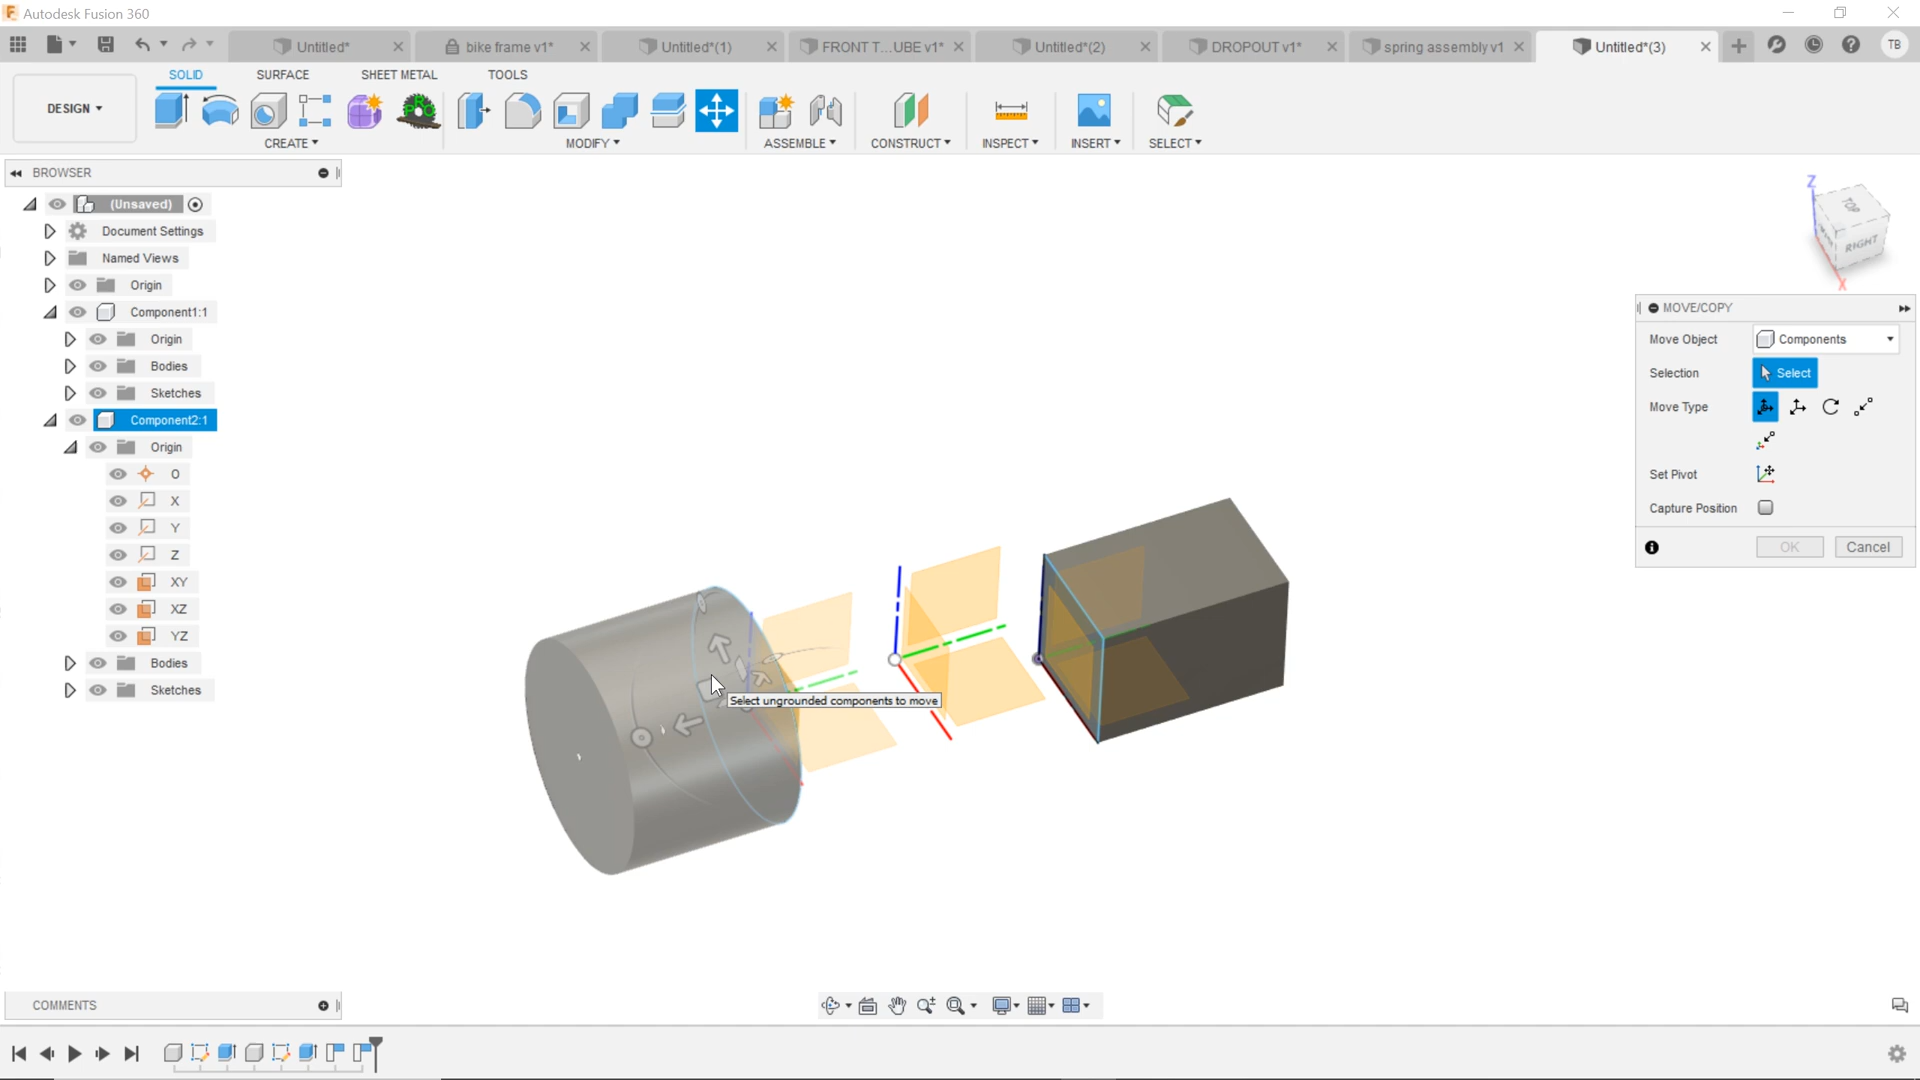 Autodesk Fusion 360
Untitled*
bike frame v1*
Untitled*(1)
FRONT T...UBE v1*
Untitled*(2)
DROPOUT v1*
spring assembly v1
Untitled*(3)
TB
SOLID
SURFACE
SHEET METAL
TOOLS
DESIGN
CREATE
MODIFY
ASSEMBLE
CONSTRUCT
INSPECT
INSERT
SELECT
BROWSER
(Unsaved)
Document Settings
Named Views
Origin
Component1:1
Origin
Bodies
Sketches
Component2:1
Origin
O
X
Y
Z
XY
XZ
YZ
Bodies
Sketches
Z
TOP
RIGHT
X
MOVE/COPY
Move Object
Components
Selection
Select
Move Type
Set Pivot
Capture Position
OK
Cancel
Select ungrounded components to move
COMMENTS